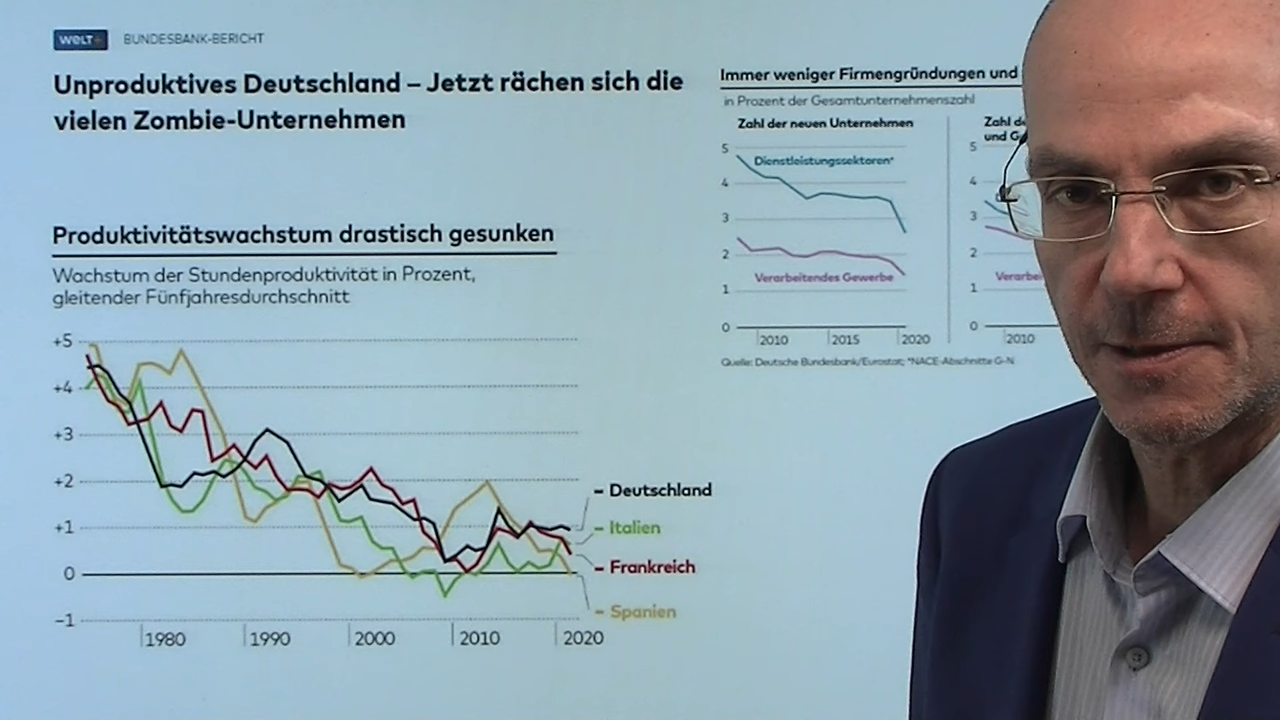 WELT+ BUNDESBANK-BERICHT
Unproduktives Deutschland – Jetzt rächen sich die
vielen Zombie-Unternehmen
Produktivitätswachstum drastisch gesunken
Wachstum der Stundenproduktivität in Prozent,
gleitender Fünfjahresdurchschnitt
+5
+4
+3
+2
+1
0
−1
1980 1990 2000 2010 2020
– Deutschland
– Italien
– Frankreich
– Spanien
Immer weniger Firmengründungen und
in Prozent der Gesamtunternehmenszahl
Zahl der neuen Unternehmen
5
4
3
2
1
0
Dienstleistungssektoren*
Verarbeitendes Gewerbe
2010 2015 2020
Zahl
und
5
4
3
2
1
0
2010
Quelle: Deutsche Bundesbank/Eurostat; *NACE-Abschnitte G-N